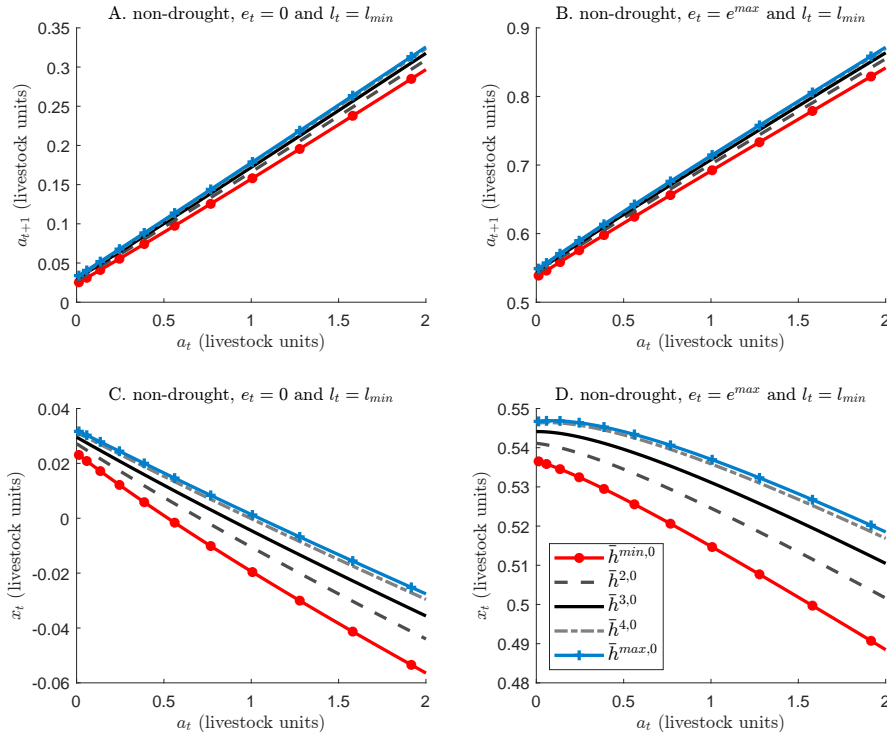 A. non-drought, e_t = 0 and l_t = l_min
0.35
0.3
0.25
0.2
0.15
0.1
0.05
0
a_{t+1} (livestock units)
0 0.5 1 1.5 2
a_t (livestock units)
B. non-drought, e_t = e^max and l_t = l_min
0.9
0.8
0.7
0.6
0.5
a_{t+1} (livestock units)
0 0.5 1 1.5 2
a_t (livestock units)
C. non-drought, e_t = 0 and l_t = l_min
0.04
0.02
0
-0.02
-0.04
-0.06
x_t (livestock units)
0 0.5 1 1.5 2
a_t (livestock units)
D. non-drought, e_t = e^max and l_t = l_min
0.55
0.54
0.53
0.52
0.51
0.5
0.49
0.48
x_t (livestock units)
h̄^{min,0}
h̄^{2,0}
h̄^{3,0}
h̄^{4,0}
h̄^{max,0}
0 0.5 1 1.5 2
a_t (livestock units)